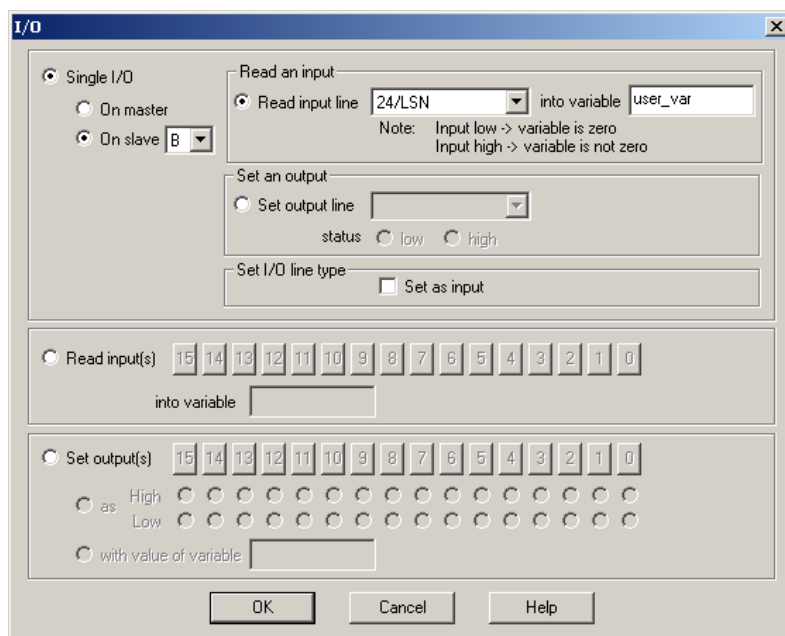 I/O
Single I/O
On master
On slave B
Read an input
Read input line 24/LSN into variable user_var
Note: Input low -> variable is zero
Input high -> variable is not zero
Set an output
Set output line
status low high
Set I/O line type
Set as input
Read input(s) 15 14 13 12 11 10 9 8 7 6 5 4 3 2 1 0
into variable
Set output(s) 15 14 13 12 11 10 9 8 7 6 5 4 3 2 1 0
as High
Low
with value of variable
OK Cancel Help